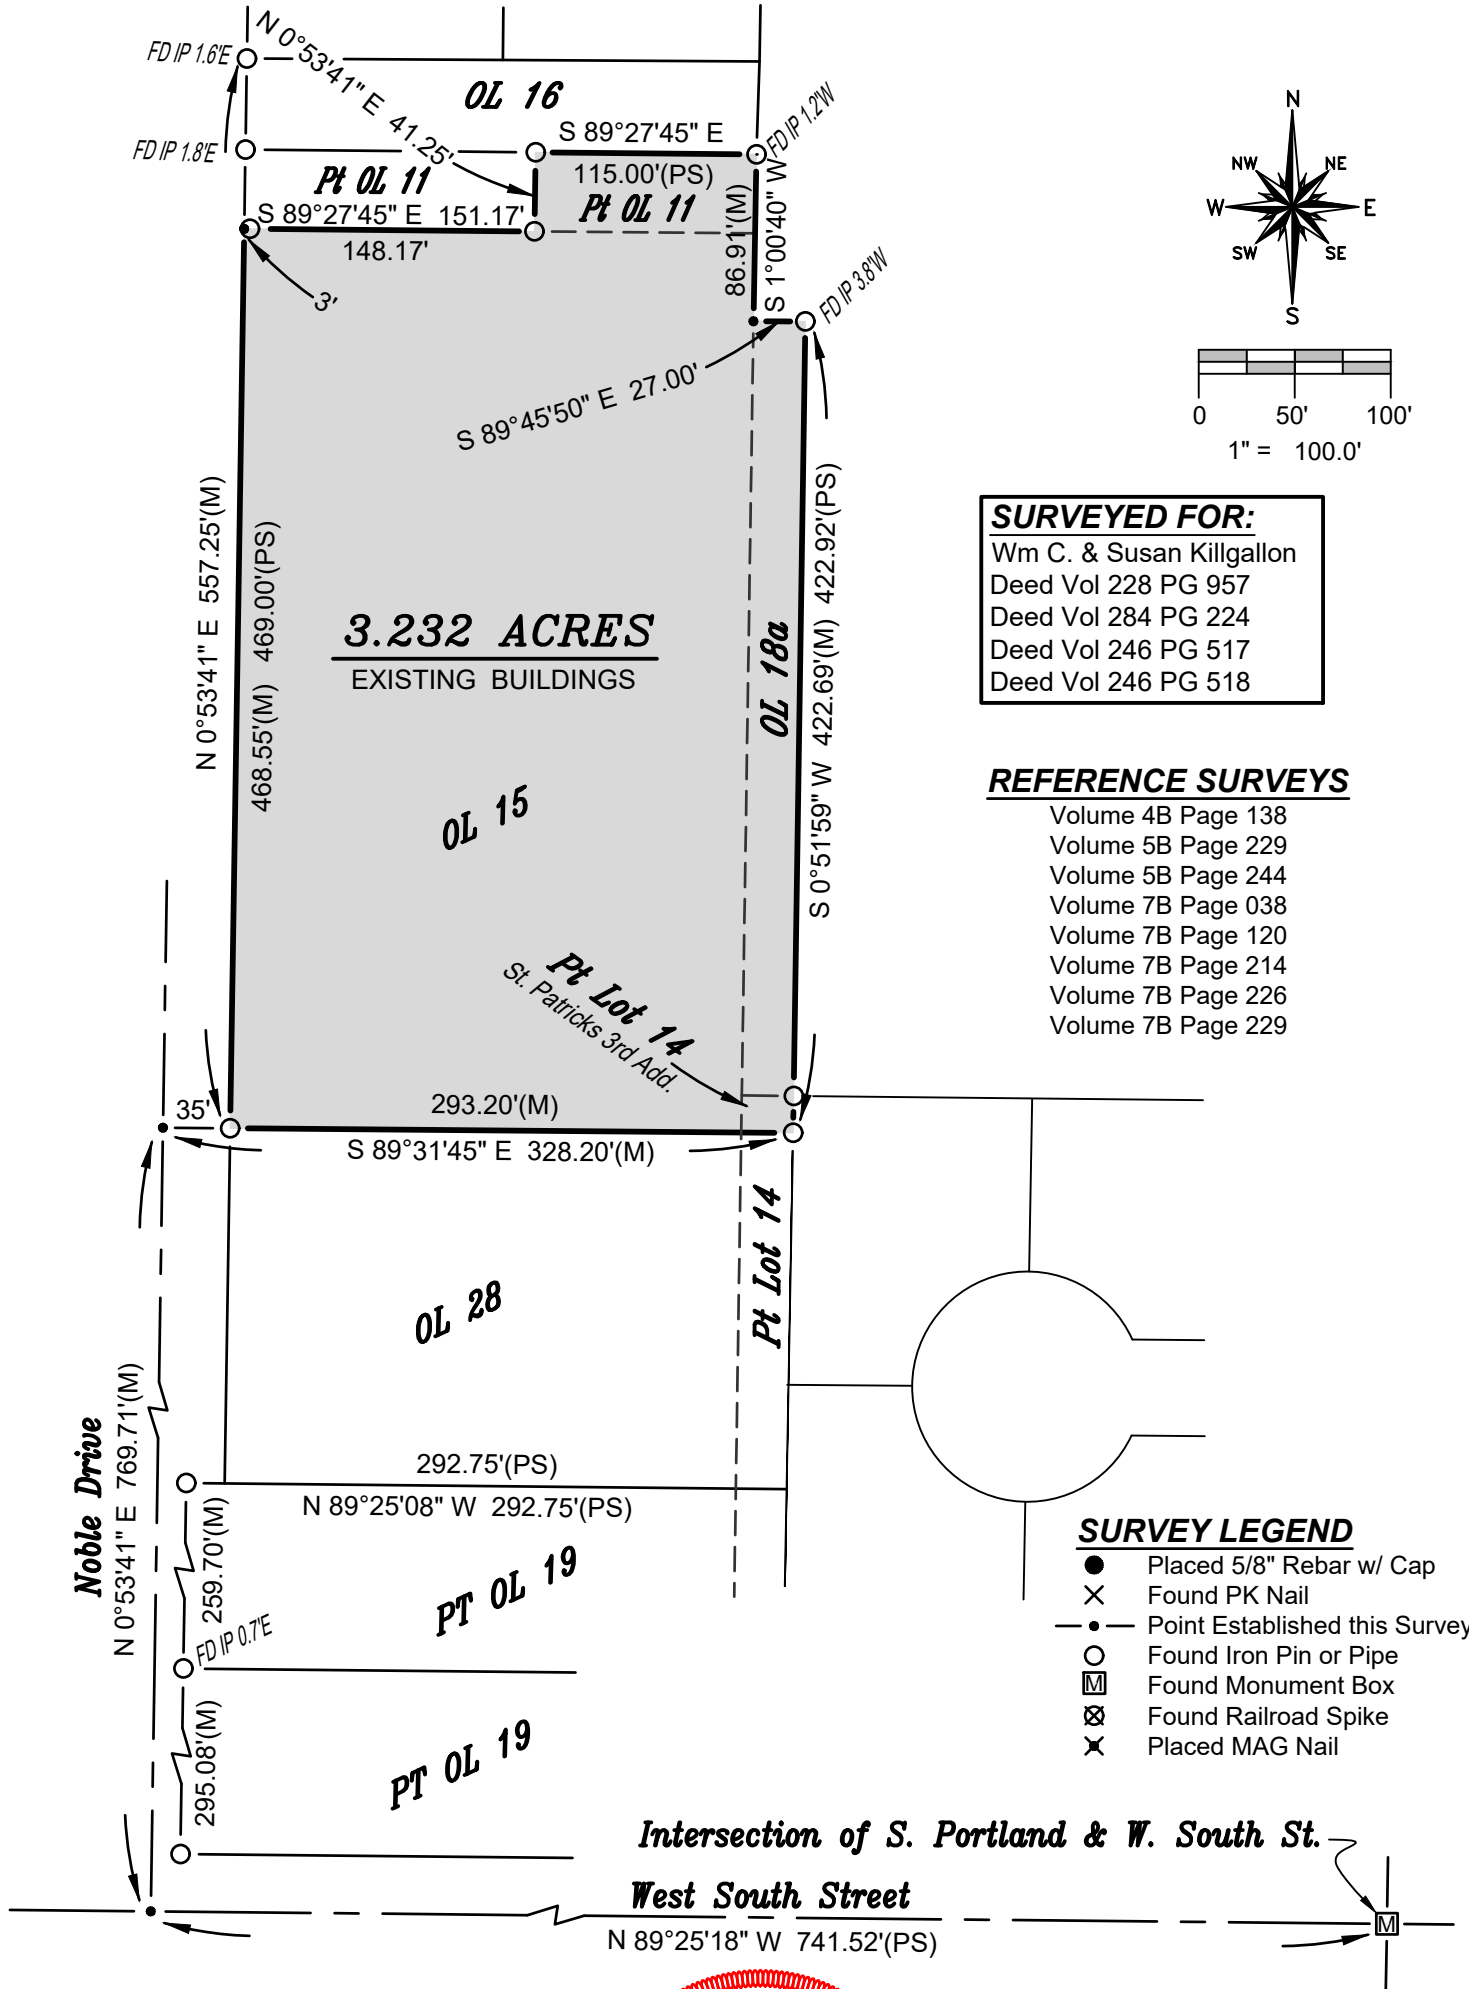 FD IP 1.6'E
N 0°53'41" E 41.25'
OL 16
FD IP 1.8'E
S 89°27'45" E
115.00'(PS)
FD IP 1.2'W
Pt OL 11
Pt OL 11
S 89°27'45" E 151.17'
148.17'
3'
86.91'(M)
S 1°00'40" W
FD IP 3.8'W
S 89°45'50" E 27.00'
N
NW
NE
W
E
SW
SE
S
0 50' 100'
1" = 100.0'
SURVEYED FOR:
Wm C. & Susan Killgallon
Deed Vol 228 PG 957
Deed Vol 284 PG 224
Deed Vol 246 PG 517
Deed Vol 246 PG 518
N 0°53'41" E 557.25'(M)
468.55'(M) 469.00'(PS)
3.232 ACRES
EXISTING BUILDINGS
OL 18a
S 0°51'59" W 422.69'(M) 422.92'(PS)
OL 15
REFERENCE SURVEYS
Volume 4B Page 138
Volume 5B Page 229
Volume 5B Page 244
Volume 7B Page 038
Volume 7B Page 120
Volume 7B Page 214
Volume 7B Page 226
Volume 7B Page 229
Pt Lot 14
St. Patricks 3rd Add.
35'
293.20'(M)
S 89°31'45" E 328.20'(M)
Pt Lot 14
OL 28
Noble Drive
N 0°53'41" E 769.71'(M)
292.75'(PS)
N 89°25'08" W 292.75'(PS)
259.70'(M)
FD IP 0.7'E
PT OL 19
295.08'(M)
PT OL 19
SURVEY LEGEND
Placed 5/8" Rebar w/ Cap
Found PK Nail
Point Established this Survey
Found Iron Pin or Pipe
M Found Monument Box
Found Railroad Spike
Placed MAG Nail
Intersection of S. Portland & W. South St.
West South Street
N 89°25'18" W 741.52'(PS)
M